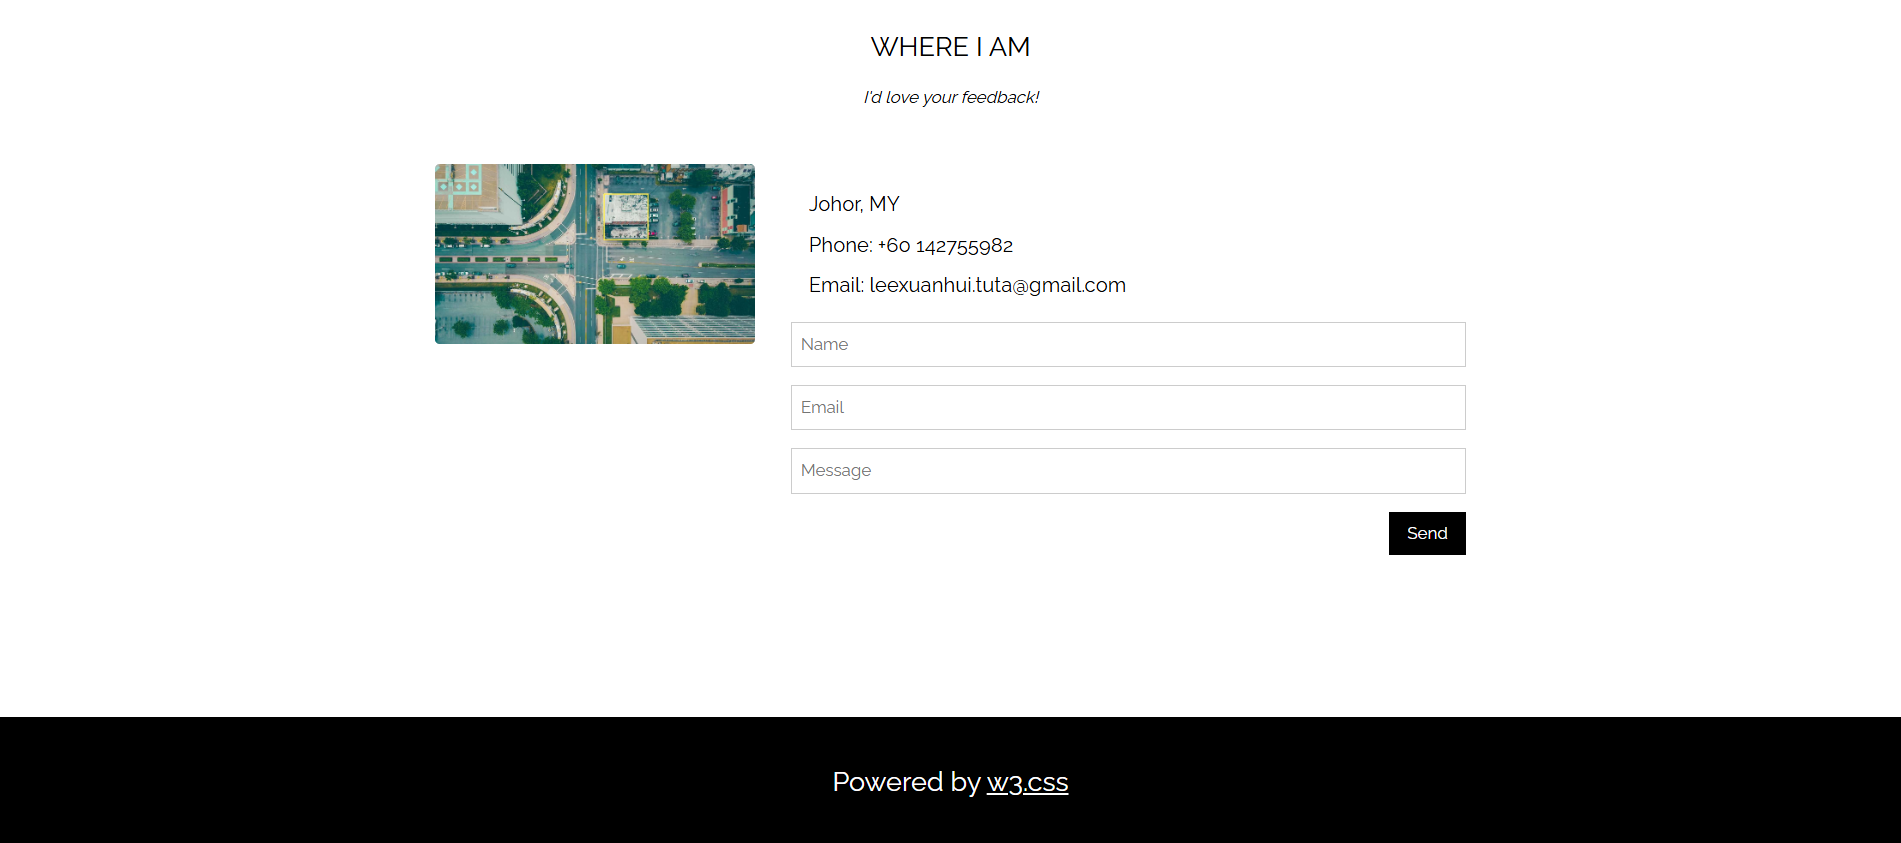 WHERE I AM
I'd love your feedback!
Johor, MY
Phone: +60 142755982
Email: leexuanhui.tuta@gmail.com
Name
Email
Message
Send
Powered by w3.css